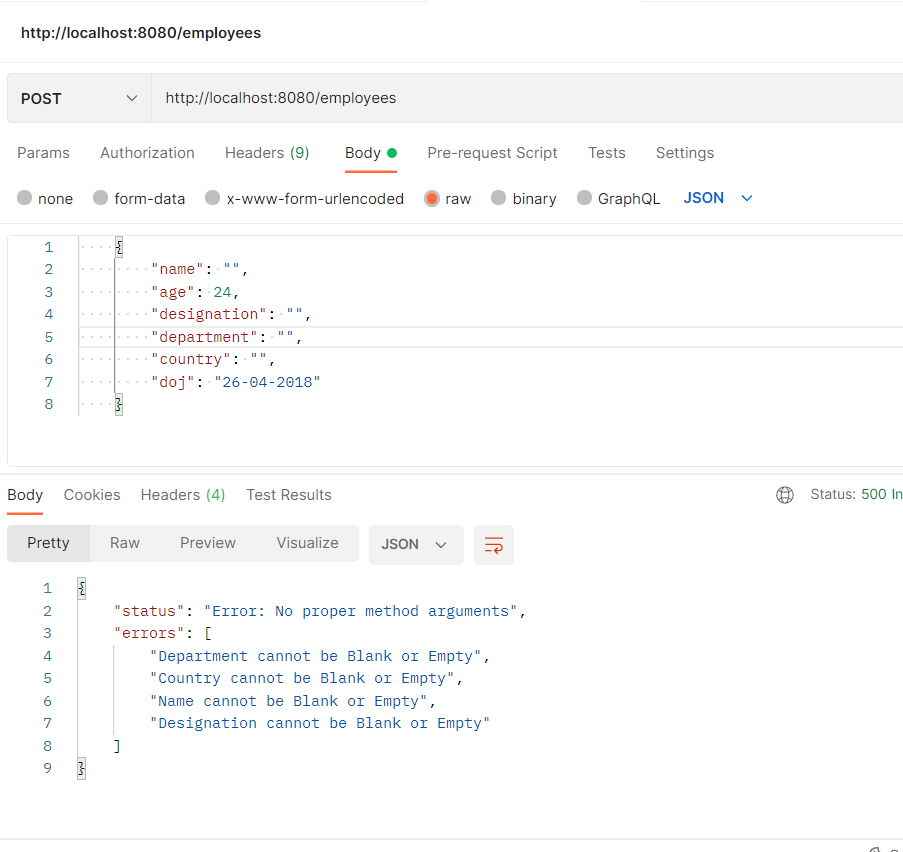 http://localhost:8080/employees
POST http://localhost:8080/employees
Params Authorization Headers (9) Body Pre-request Script Tests Settings
none form-data x-www-form-urlencoded raw binary GraphQL JSON
1 {
2 "name": "",
3 "age": 24,
4 "designation": "",
5 "department": "",
6 "country": "",
7 "doj": "26-04-2018"
8 }
Body Cookies Headers (4) Test Results Status: 500 In
Pretty Raw Preview Visualize JSON
1 {
2 "status": "Error: No proper method arguments",
3 "errors": [
4 "Department cannot be Blank or Empty",
5 "Country cannot be Blank or Empty",
6 "Name cannot be Blank or Empty",
7 "Designation cannot be Blank or Empty"
8 ]
9 }